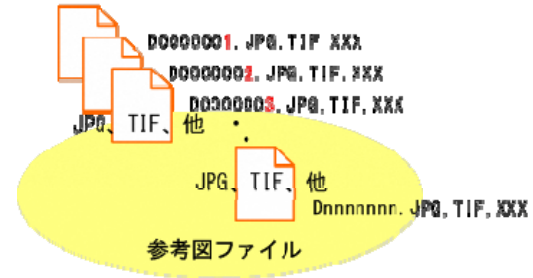 D0000001.JPG,TIF XXX
D0000002.JPG,TIF,XXX
D0000003.JPG,TIF,XXX
JPG、TIF、他
JPG、TIF、他
Dnnnnnnn.JPG,TIF,XXX
参考図ファイル